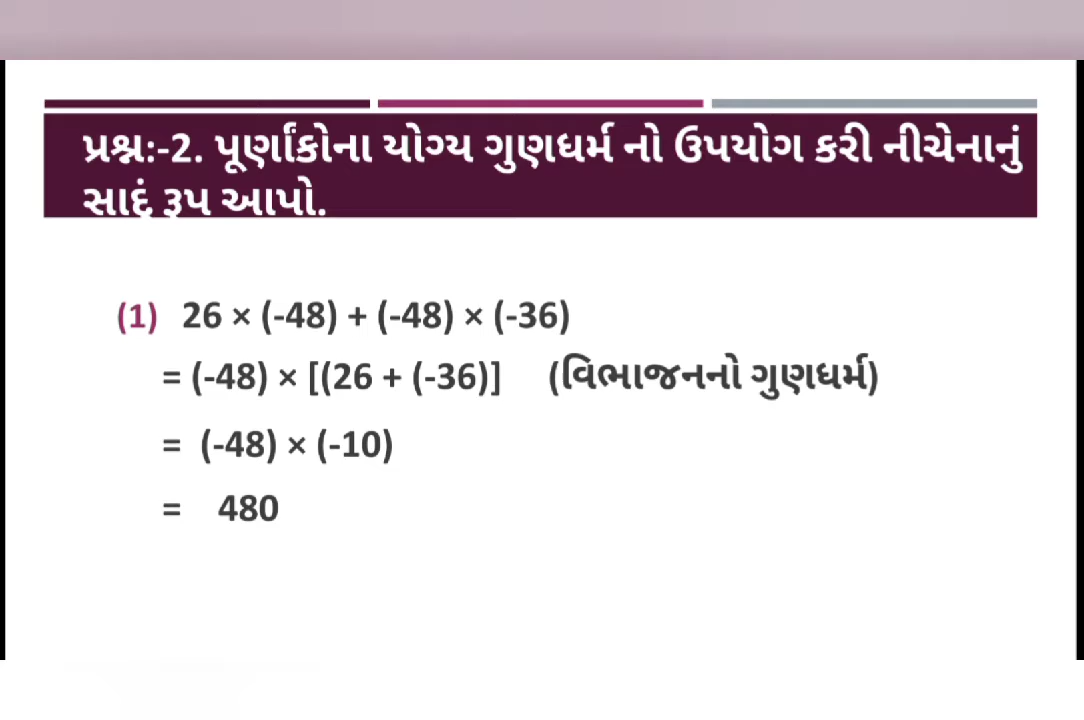 પ્રશ્ન:-2. પૂર્ણાંકોના યોગ્ય ગુણધર્મ નો ઉપયોગ કરી નીચેનાનું
સાદું રૂપ આપો.
(1) 26 × (-48) + (-48) × (-36)
= (-48) × [(26 + (-36)] (વિભાજનનો ગુણધર્મ)
= (-48) × (-10)
= 480